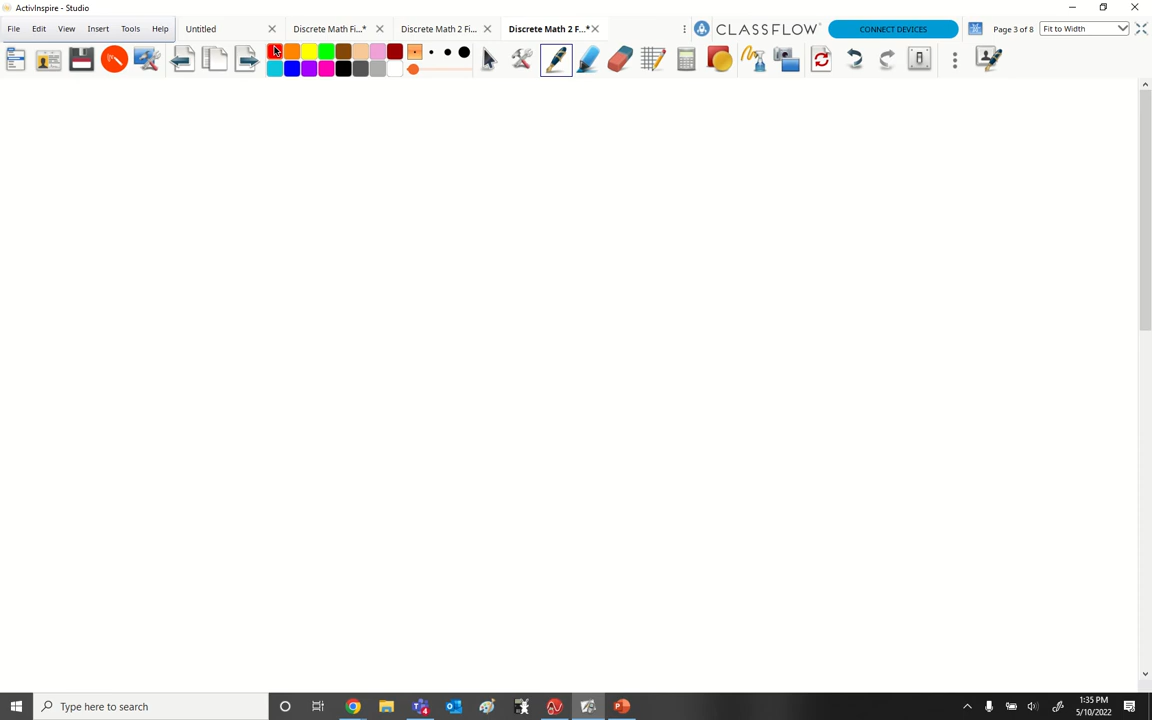 ActivInspire - Studio
File Edit View Insert Tools Help
Untitled
Discrete Math Fi...*
Discrete Math 2 Fi...
Discrete Math 2 F...*
CLASSFLOW
CONNECT DEVICES
Page 3 of 8
Fit to Width
Type here to search
4
1:35 PM
5/10/2022